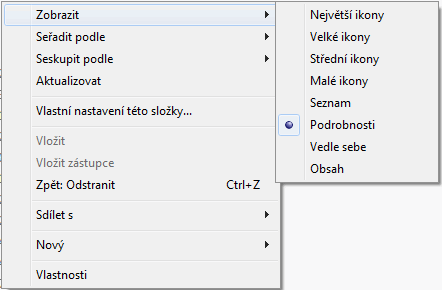 Zobrazit
Seřadit podle
Seskupit podle
Aktualizovat
Vlastní nastavení této složky...
Vložit
Vložit zástupce
Zpět: Odstranit Ctrl+Z
Sdílet s
Nový
Vlastnosti
Největší ikony
Velké ikony
Střední ikony
Malé ikony
Seznam
Podrobnosti
Vedle sebe
Obsah